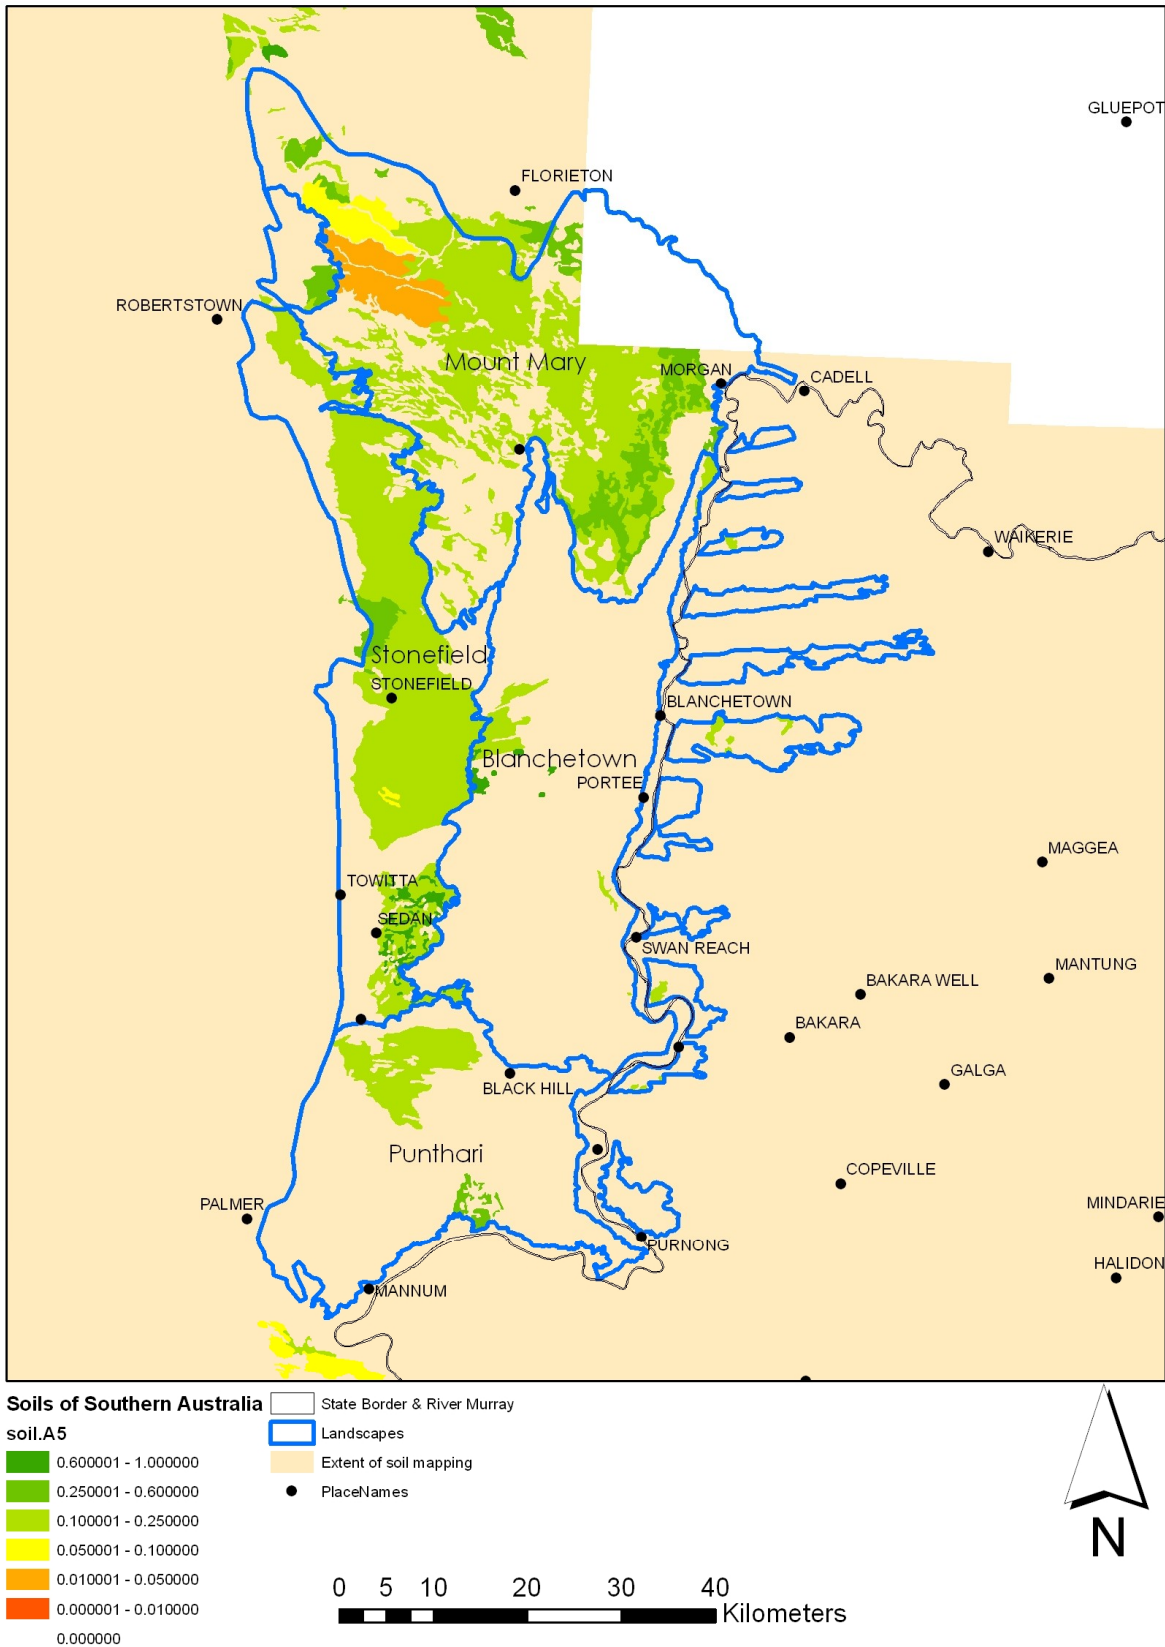 GLUEPOT
FLORIETON
ROBERTSTOWN
Mount Mary
MORGAN
CADELL
WAIKERIE
Stonefield
STONEFIELD
BLANCHETOWN
Blanchetown
PORTEE
MAGGEA
TOWITTA
SEDAN
SWAN REACH
MANTUNG
BAKARA WELL
BAKARA
GALGA
BLACK HILL
Punthari
COPEVILLE
PALMER
MINDARIE
PURNONG
HALIDON
MANNUM
Soils of Southern Australia
soil.A5
0.600001 - 1.000000
0.250001 - 0.600000
0.100001 - 0.250000
0.050001 - 0.100000
0.010001 - 0.050000
0.000001 - 0.010000
0.000000
State Border & River Murray
Landscapes
Extent of soil mapping
PlaceNames
0 5 10 20 30 40
Kilometers
N